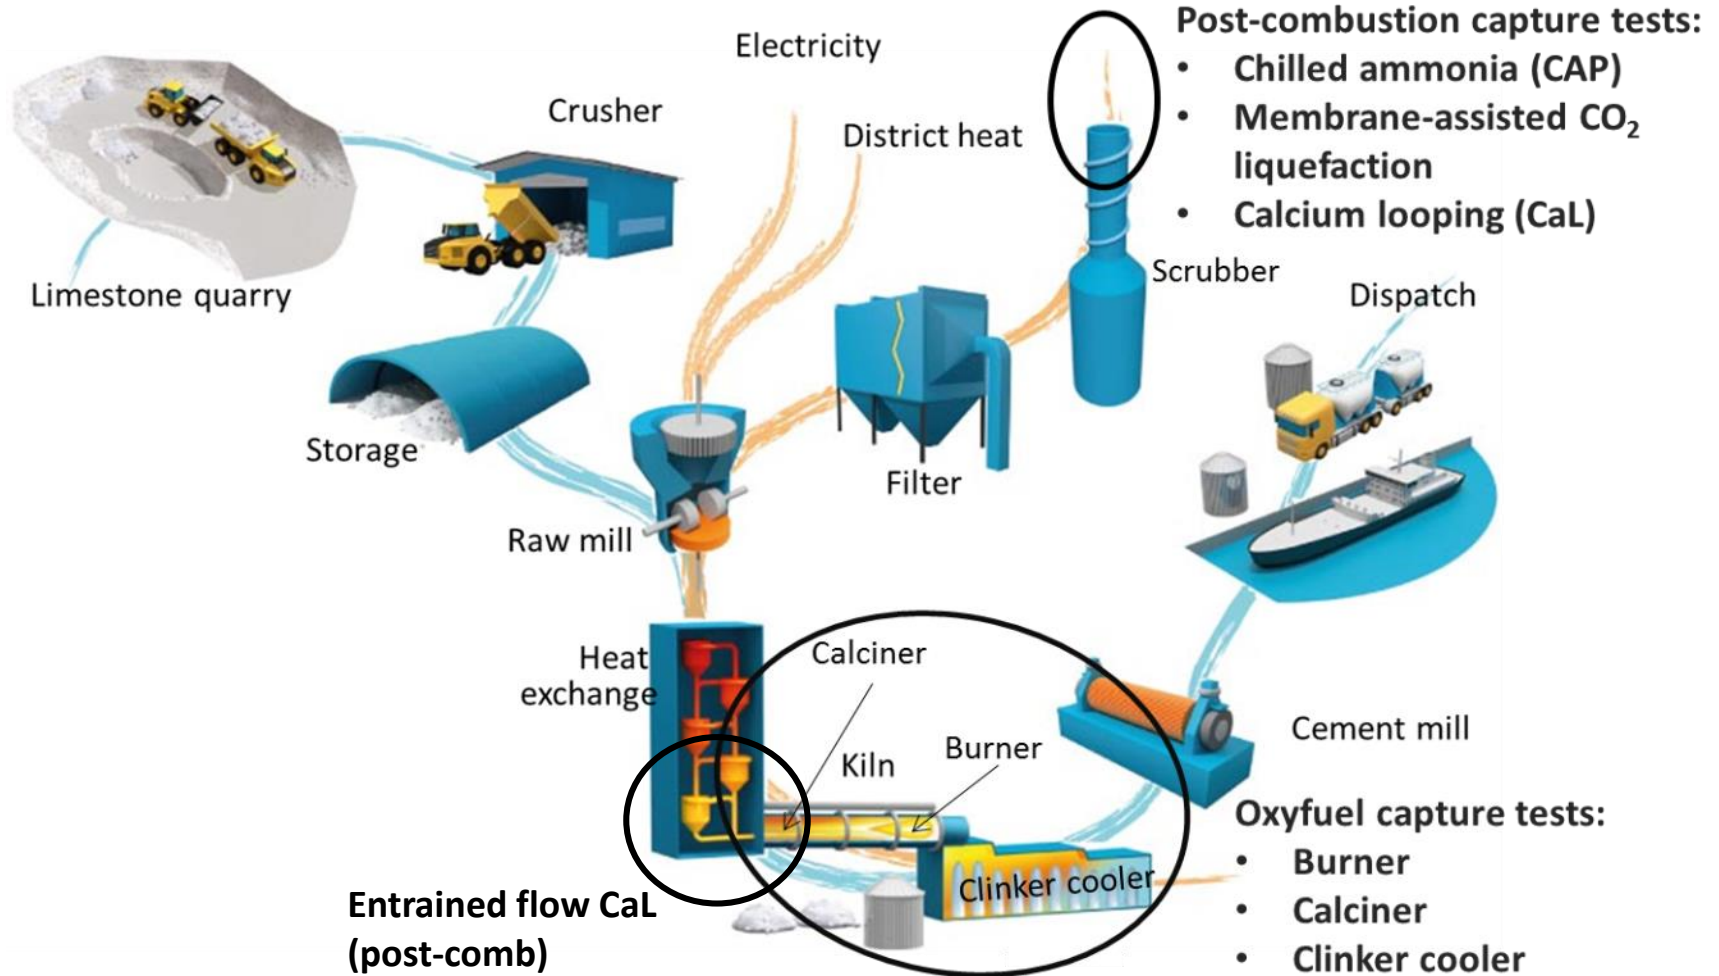 Post-combustion capture tests:
• Chilled ammonia (CAP)
• Membrane-assisted CO₂
liquefaction
• Calcium looping (CaL)
Electricity
Crusher
District heat
Scrubber
Limestone quarry
Dispatch
Storage
Filter
Raw mill
Heat
exchange
Calciner
Kiln
Burner
Cement mill
Clinker cooler
Entrained flow CaL
(post-comb)
Oxyfuel capture tests:
• Burner
• Calciner
• Clinker cooler